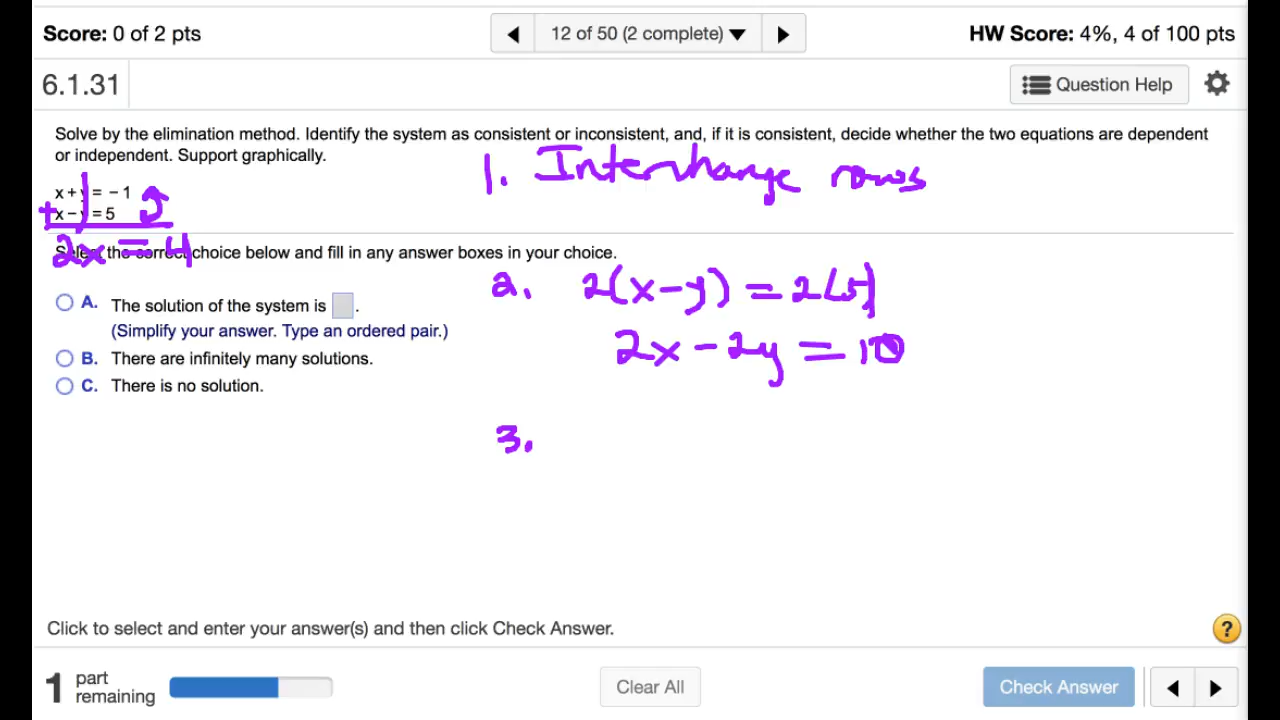 Score: 0 of 2 pts
12 of 50 (2 complete)
HW Score: 4%, 4 of 100 pts
6.1.31
Question Help
Solve by the elimination method. Identify the system as consistent or inconsistent, and, if it is consistent, decide whether the two equations are dependent
or independent. Support graphically.
1. Interchange rows
x + y = − 1
+ x − y = 5
2x = 4
Select the correct choice below and fill in any answer boxes in your choice.
2. 2(x-y) = 2(5)
A. The solution of the system is .
(Simplify your answer. Type an ordered pair.)
2x - 2y = 10
B. There are infinitely many solutions.
C. There is no solution.
3.
Click to select and enter your answer(s) and then click Check Answer.
?
1 part remaining
Clear All
Check Answer